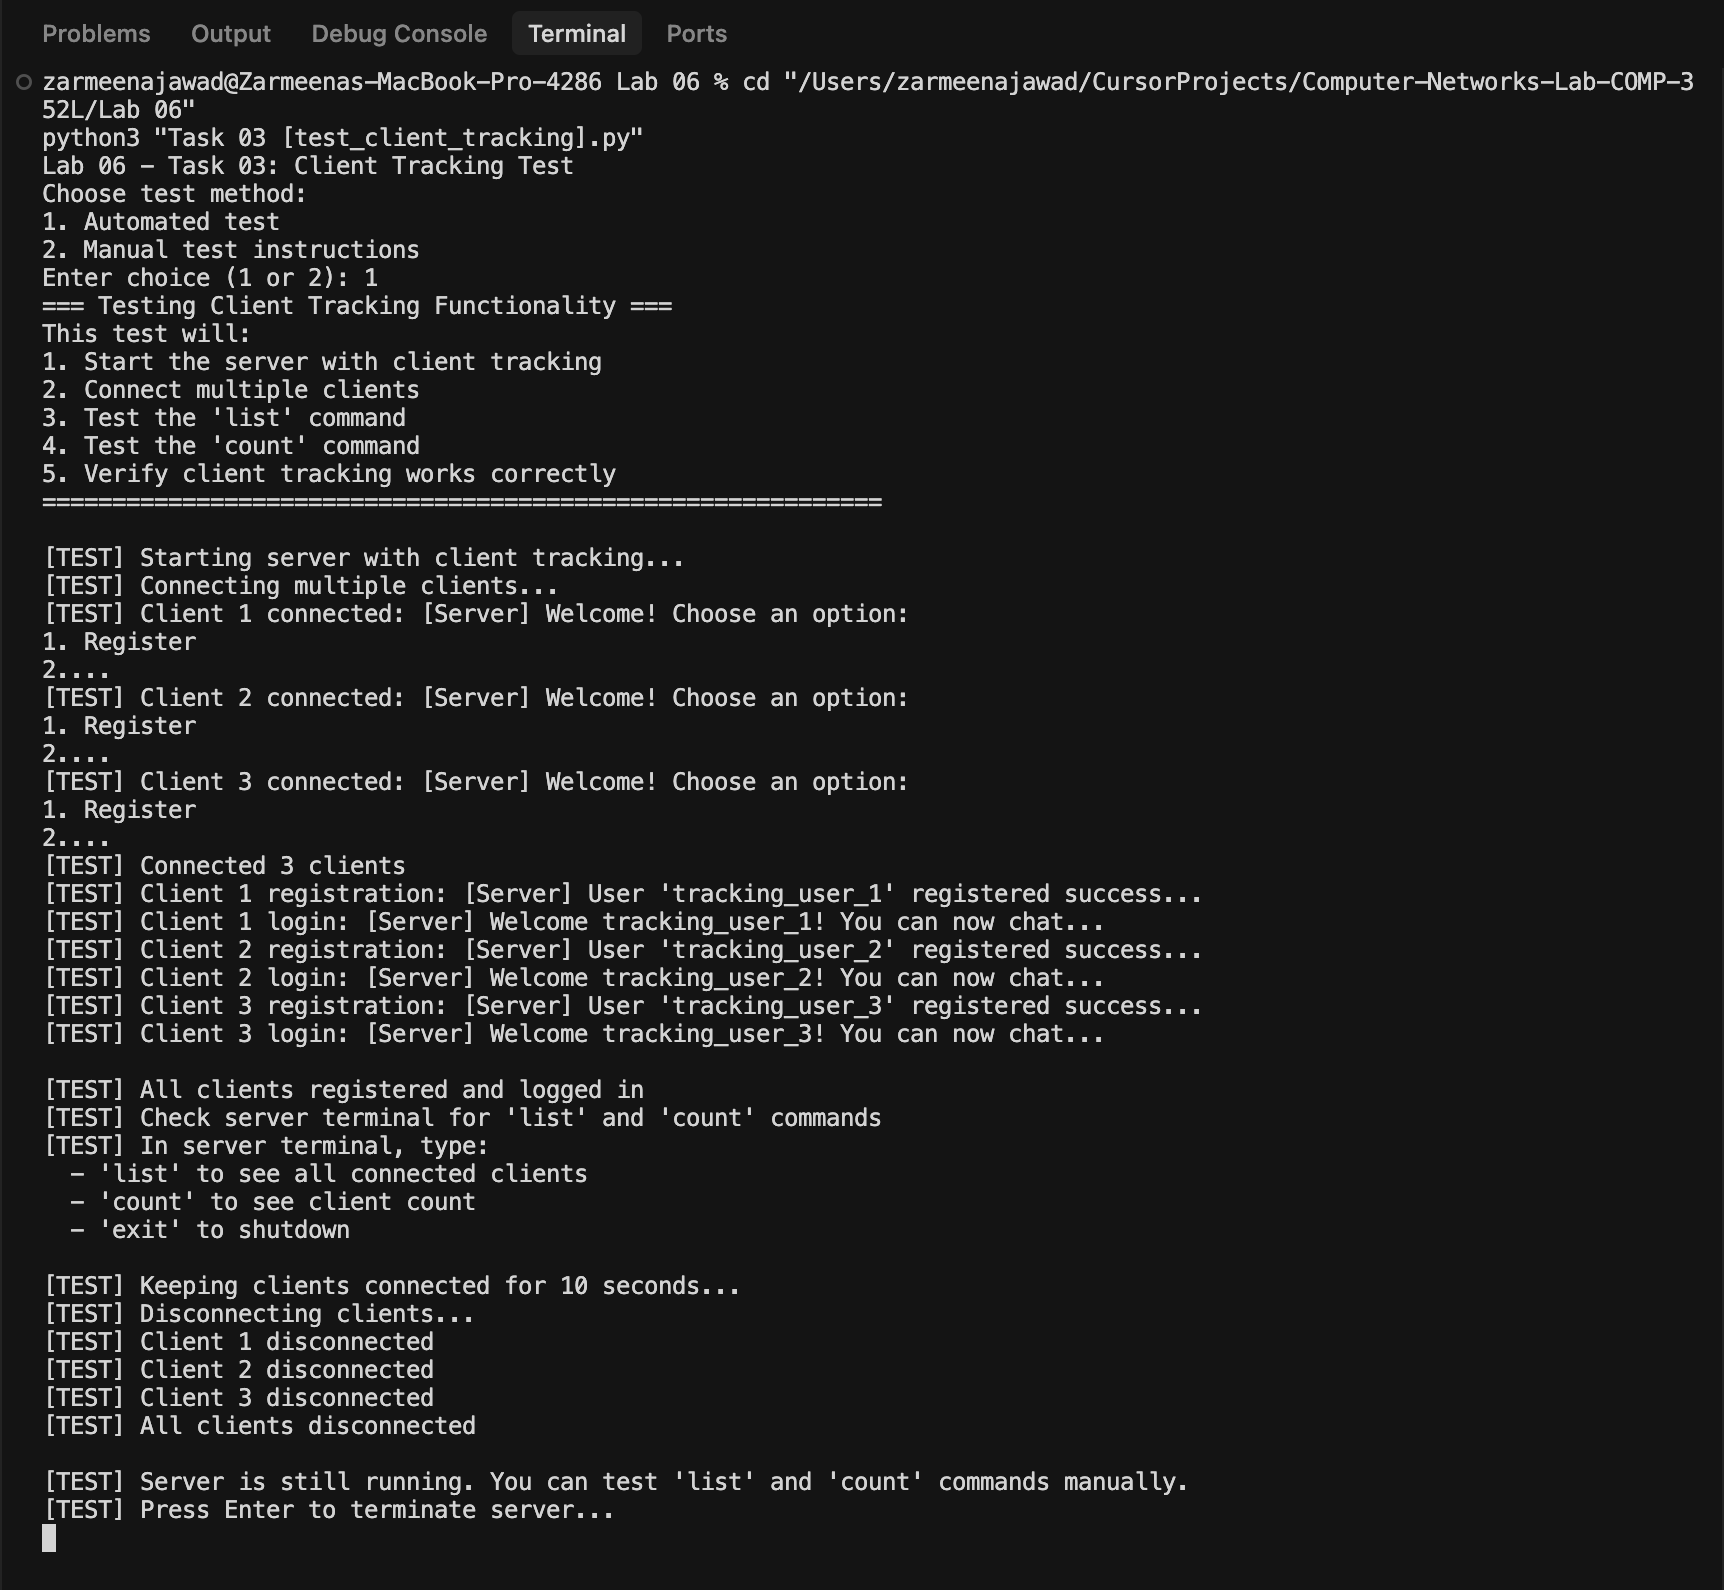 Problems Output Debug Console Terminal Ports
zarmeenajawad@Zarmeenas-MacBook-Pro-4286 Lab 06 % cd "/Users/zarmeenajawad/CursorProjects/Computer-Networks-Lab-COMP-3
52L/Lab 06"
python3 "Task 03 [test_client_tracking].py"
Lab 06 - Task 03: Client Tracking Test
Choose test method:
1. Automated test
2. Manual test instructions
Enter choice (1 or 2): 1
=== Testing Client Tracking Functionality ===
This test will:
1. Start the server with client tracking
2. Connect multiple clients
3. Test the 'list' command
4. Test the 'count' command
5. Verify client tracking works correctly
============================================================
[TEST] Starting server with client tracking...
[TEST] Connecting multiple clients...
[TEST] Client 1 connected: [Server] Welcome! Choose an option:
1. Register
2....
[TEST] Client 2 connected: [Server] Welcome! Choose an option:
1. Register
2....
[TEST] Client 3 connected: [Server] Welcome! Choose an option:
1. Register
2....
[TEST] Connected 3 clients
[TEST] Client 1 registration: [Server] User 'tracking_user_1' registered success...
[TEST] Client 1 login: [Server] Welcome tracking_user_1! You can now chat...
[TEST] Client 2 registration: [Server] User 'tracking_user_2' registered success...
[TEST] Client 2 login: [Server] Welcome tracking_user_2! You can now chat...
[TEST] Client 3 registration: [Server] User 'tracking_user_3' registered success...
[TEST] Client 3 login: [Server] Welcome tracking_user_3! You can now chat...
[TEST] All clients registered and logged in
[TEST] Check server terminal for 'list' and 'count' commands
[TEST] In server terminal, type:
  - 'list' to see all connected clients
  - 'count' to see client count
  - 'exit' to shutdown
[TEST] Keeping clients connected for 10 seconds...
[TEST] Disconnecting clients...
[TEST] Client 1 disconnected
[TEST] Client 2 disconnected
[TEST] Client 3 disconnected
[TEST] All clients disconnected
[TEST] Server is still running. You can test 'list' and 'count' commands manually.
[TEST] Press Enter to terminate server...